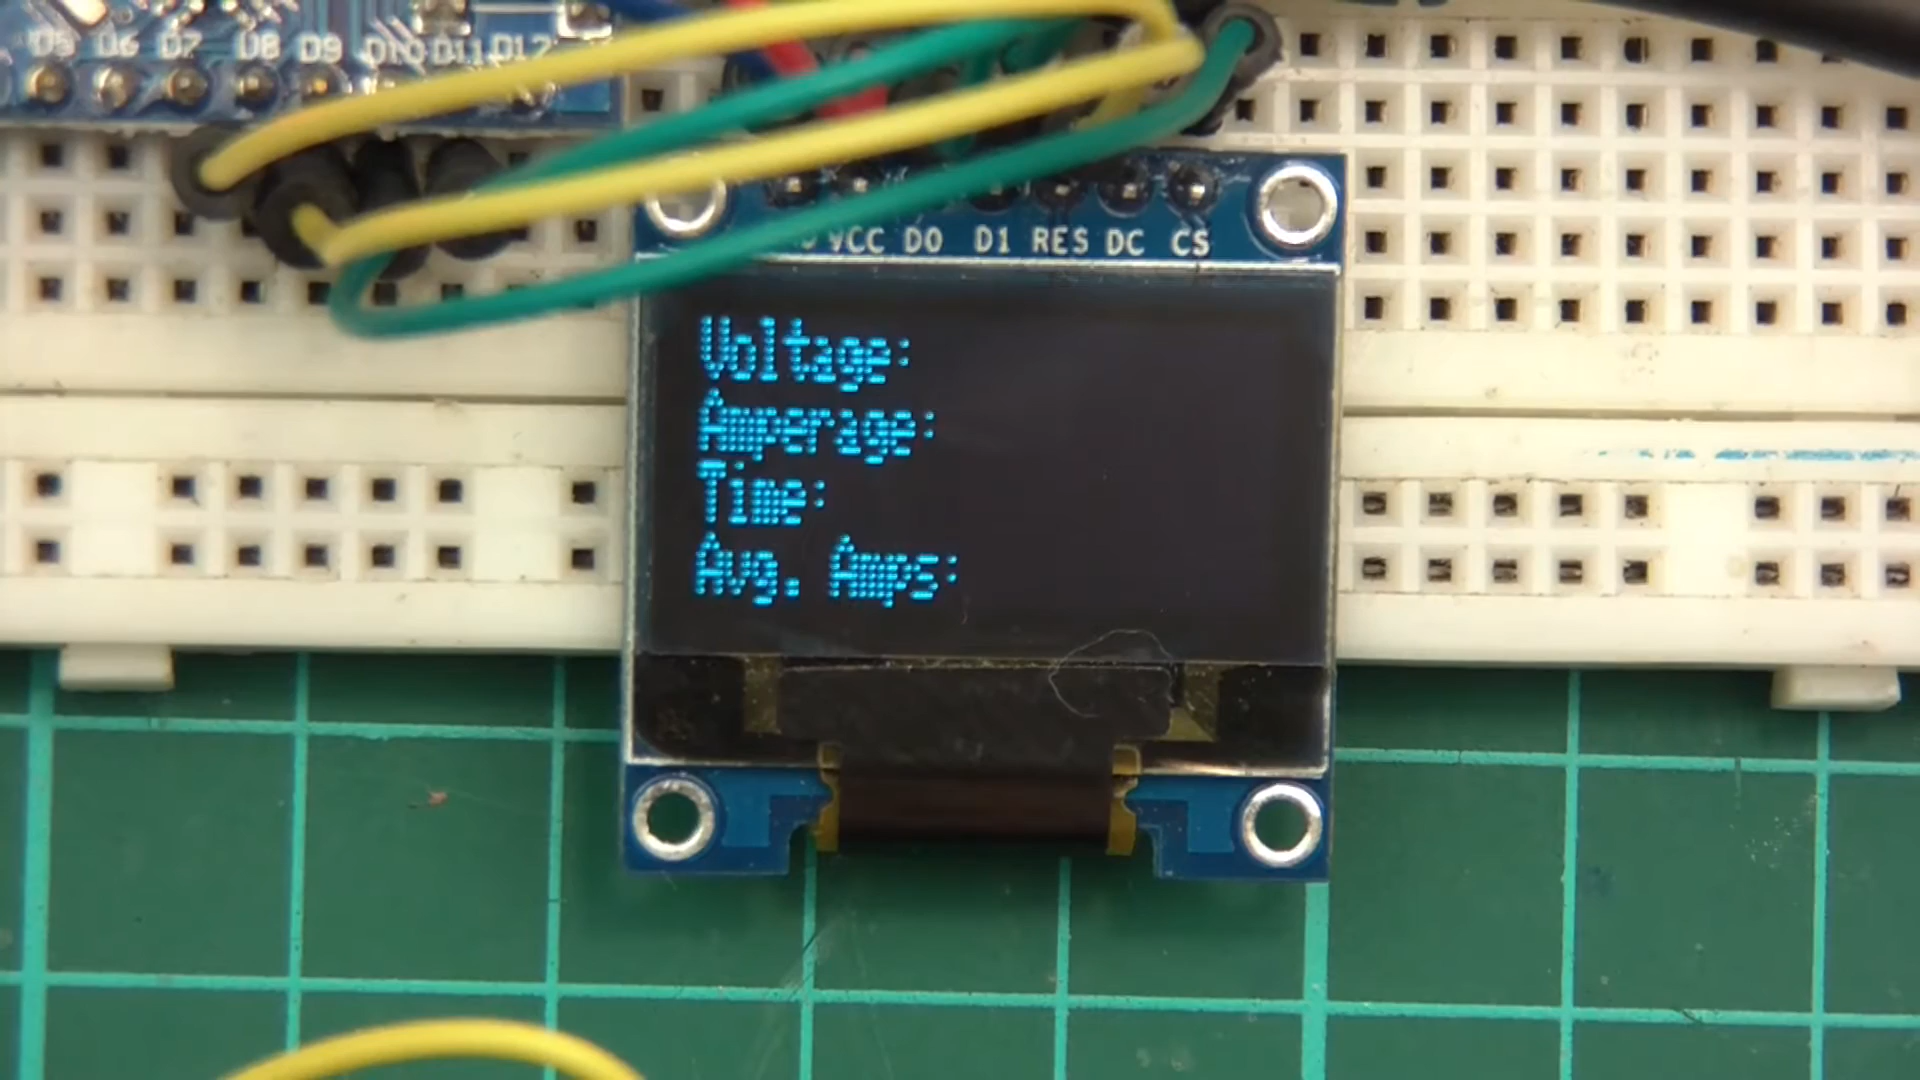 D5 D6 D7 D8 D9 D10 D11 D12
VCC D0 D1 RES DC CS
Voltage:
Amperage:
Time:
Avg. Amps: